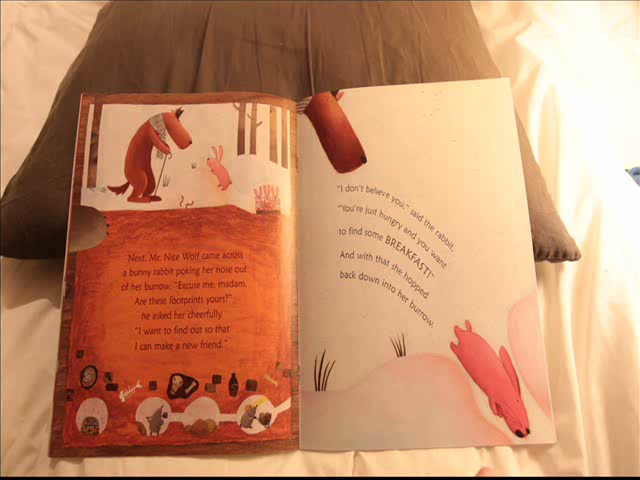 Next, Mr. Nice Wolf came across
a bunny rabbit poking her nose out
of her burrow. "Excuse me, madam.
Are these footprints yours?"
he asked her cheerfully.
"I want to find out so that
I can make a new friend."
"I don't believe you," said the rabbit.
"You're just hungry and you want
to find some BREAKFAST!"
And with that she hopped
back down into her burrow.